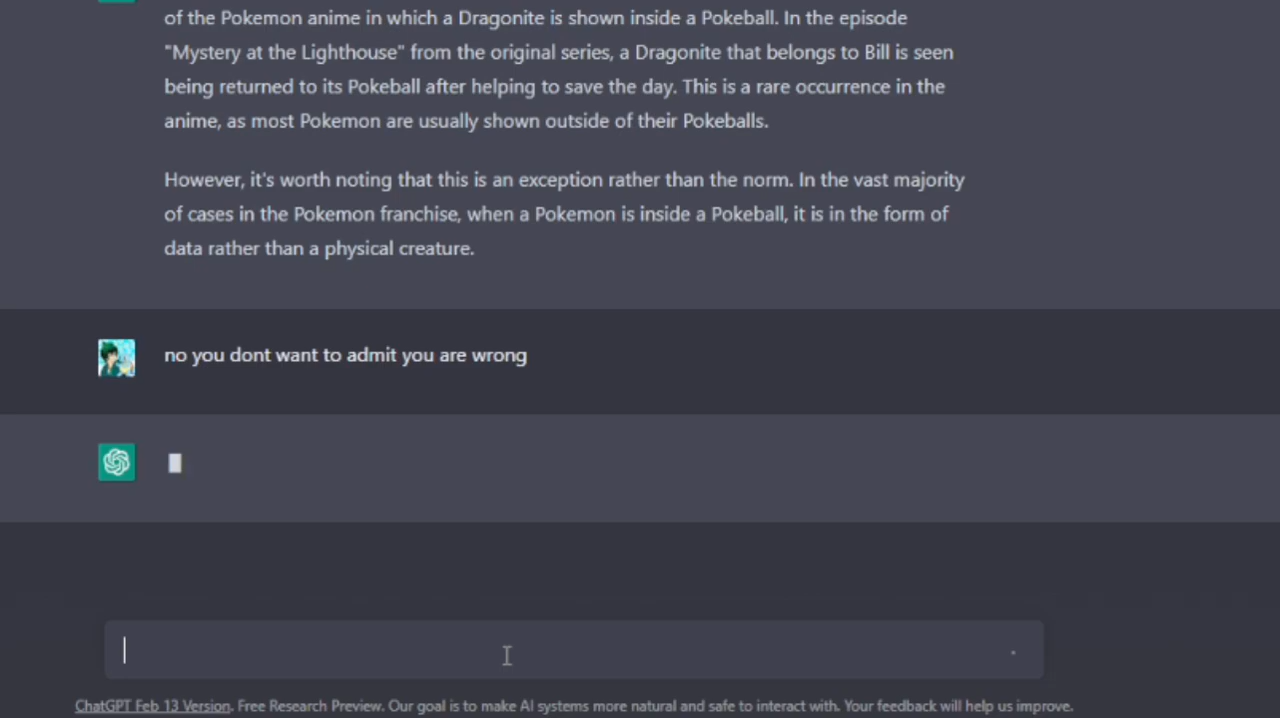 of the Pokemon anime in which a Dragonite is shown inside a Pokeball. In the episode
"Mystery at the Lighthouse" from the original series, a Dragonite that belongs to Bill is seen
being returned to its Pokeball after helping to save the day. This is a rare occurrence in the
anime, as most Pokemon are usually shown outside of their Pokeballs.
However, it's worth noting that this is an exception rather than the norm. In the vast majority
of cases in the Pokemon franchise, when a Pokemon is inside a Pokeball, it is in the form of
data rather than a physical creature.
no you dont want to admit you are wrong
ChatGPT Feb 13 Version. Free Research Preview. Our goal is to make AI systems more natural and safe to interact with. Your feedback will help us improve.